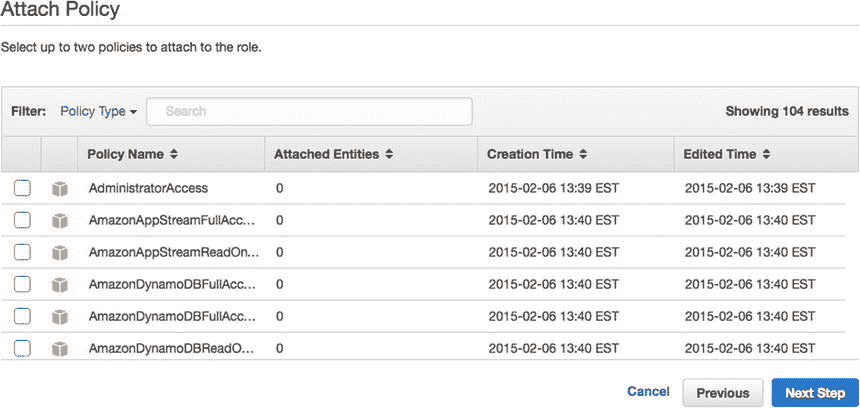 Attach Policy
Select up to two policies to attach to the role.
Filter: Policy Type Search Showing 104 results
Policy Name Attached Entities Creation Time Edited Time
AdministratorAccess 0 2015-02-06 13:39 EST 2015-02-06 13:39 EST
AmazonAppStreamFullAcc... 0 2015-02-06 13:40 EST 2015-02-06 13:40 EST
AmazonAppStreamReadOn... 0 2015-02-06 13:40 EST 2015-02-06 13:40 EST
AmazonDynamoDBFullAcc... 0 2015-02-06 13:40 EST 2015-02-06 13:40 EST
AmazonDynamoDBFullAcc... 0 2015-02-06 13:40 EST 2015-02-06 13:40 EST
AmazonDynamoDBReadO... 0 2015-02-06 13:40 EST 2015-02-06 13:40 EST
Cancel Previous Next Step